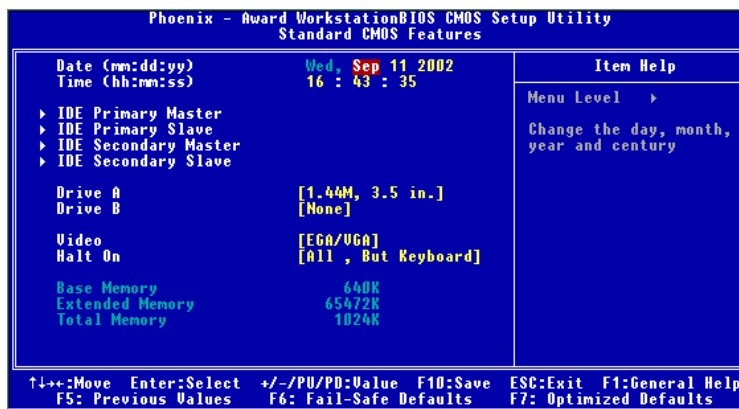 Phoenix - Award WorkstationBIOS CMOS Setup Utility
Standard CMOS Features
Date (mm:dd:yy) Wed, Sep 11 2002
Time (hh:mm:ss) 16 : 43 : 35
▸ IDE Primary Master
▸ IDE Primary Slave
▸ IDE Secondary Master
▸ IDE Secondary Slave
Drive A [1.44M, 3.5 in.]
Drive B [None]
Video [EGA/VGA]
Halt On [All , But Keyboard]
Base Memory 640K
Extended Memory 65472K
Total Memory 1024K
Item Help
Menu Level ▸
Change the day, month,
year and century
↑↓→←:Move Enter:Select +/-/PU/PD:Value F10:Save ESC:Exit F1:General Help
F5: Previous Values F6: Fail-Safe Defaults F7: Optimized Defaults